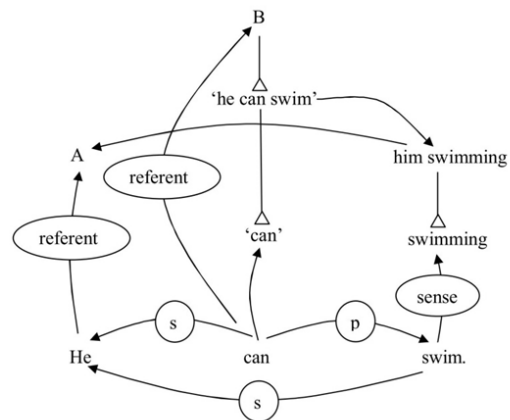 B
‘he can swim’
A
him swimming
referent
referent
‘can’
swimming
sense
s
p
He
can
swim.
s